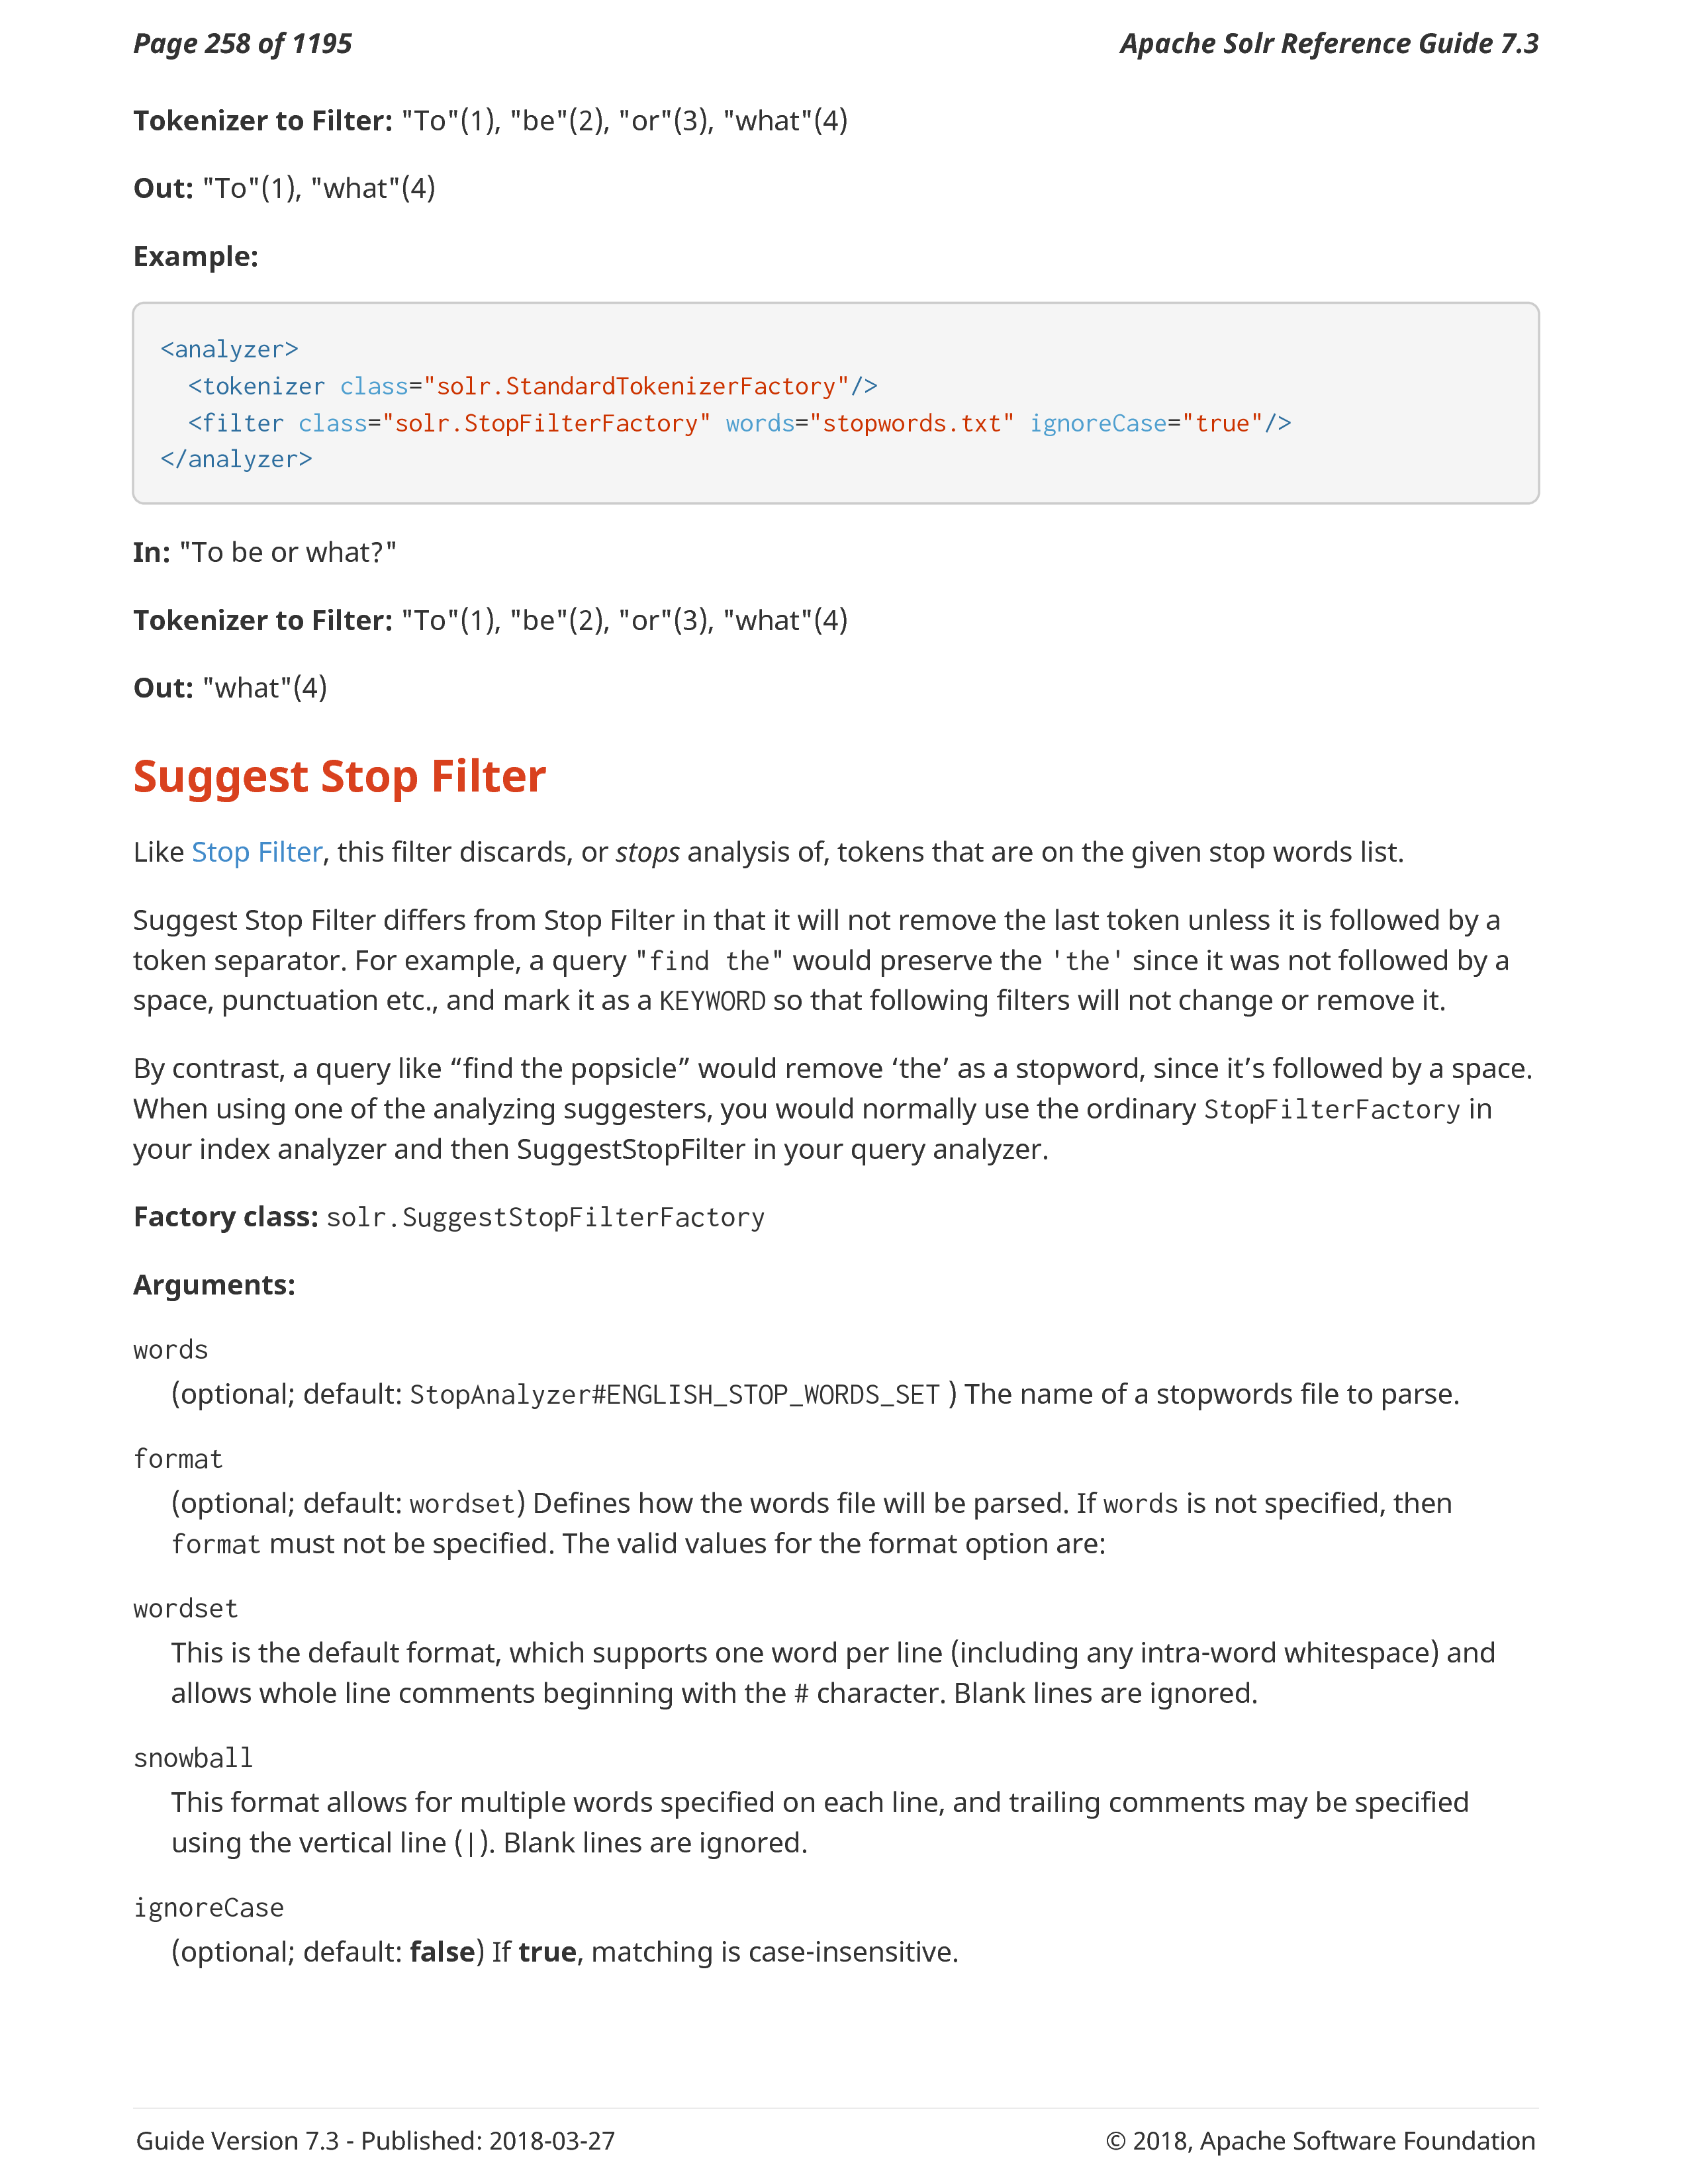 Page 258 of 1195
Apache Solr Reference Guide 7.3
Tokenizer to Filter: "To"(1), "be"(2), "or"(3), "what"(4)
Out: "To"(1), "what"(4)
Example:
<analyzer>
  <tokenizer class="solr.StandardTokenizerFactory"/>
  <filter class="solr.StopFilterFactory" words="stopwords.txt" ignoreCase="true"/>
</analyzer>
In: "To be or what?"
Tokenizer to Filter: "To"(1), "be"(2), "or"(3), "what"(4)
Out: "what"(4)
Suggest Stop Filter
Like Stop Filter, this filter discards, or stops analysis of, tokens that are on the given stop words list.
Suggest Stop Filter differs from Stop Filter in that it will not remove the last token unless it is followed by a
token separator. For example, a query "find the" would preserve the 'the' since it was not followed by a
space, punctuation etc., and mark it as a KEYWORD so that following filters will not change or remove it.
By contrast, a query like “find the popsicle” would remove ‘the’ as a stopword, since it’s followed by a space.
When using one of the analyzing suggesters, you would normally use the ordinary StopFilterFactory in
your index analyzer and then SuggestStopFilter in your query analyzer.
Factory class: solr.SuggestStopFilterFactory
Arguments:
words
(optional; default: StopAnalyzer#ENGLISH_STOP_WORDS_SET ) The name of a stopwords file to parse.
format
(optional; default: wordset) Defines how the words file will be parsed. If words is not specified, then
format must not be specified. The valid values for the format option are:
wordset
This is the default format, which supports one word per line (including any intra-word whitespace) and
allows whole line comments beginning with the # character. Blank lines are ignored.
snowball
This format allows for multiple words specified on each line, and trailing comments may be specified
using the vertical line (|). Blank lines are ignored.
ignoreCase
(optional; default: false) If true, matching is case-insensitive.
Guide Version 7.3 - Published: 2018-03-27
© 2018, Apache Software Foundation